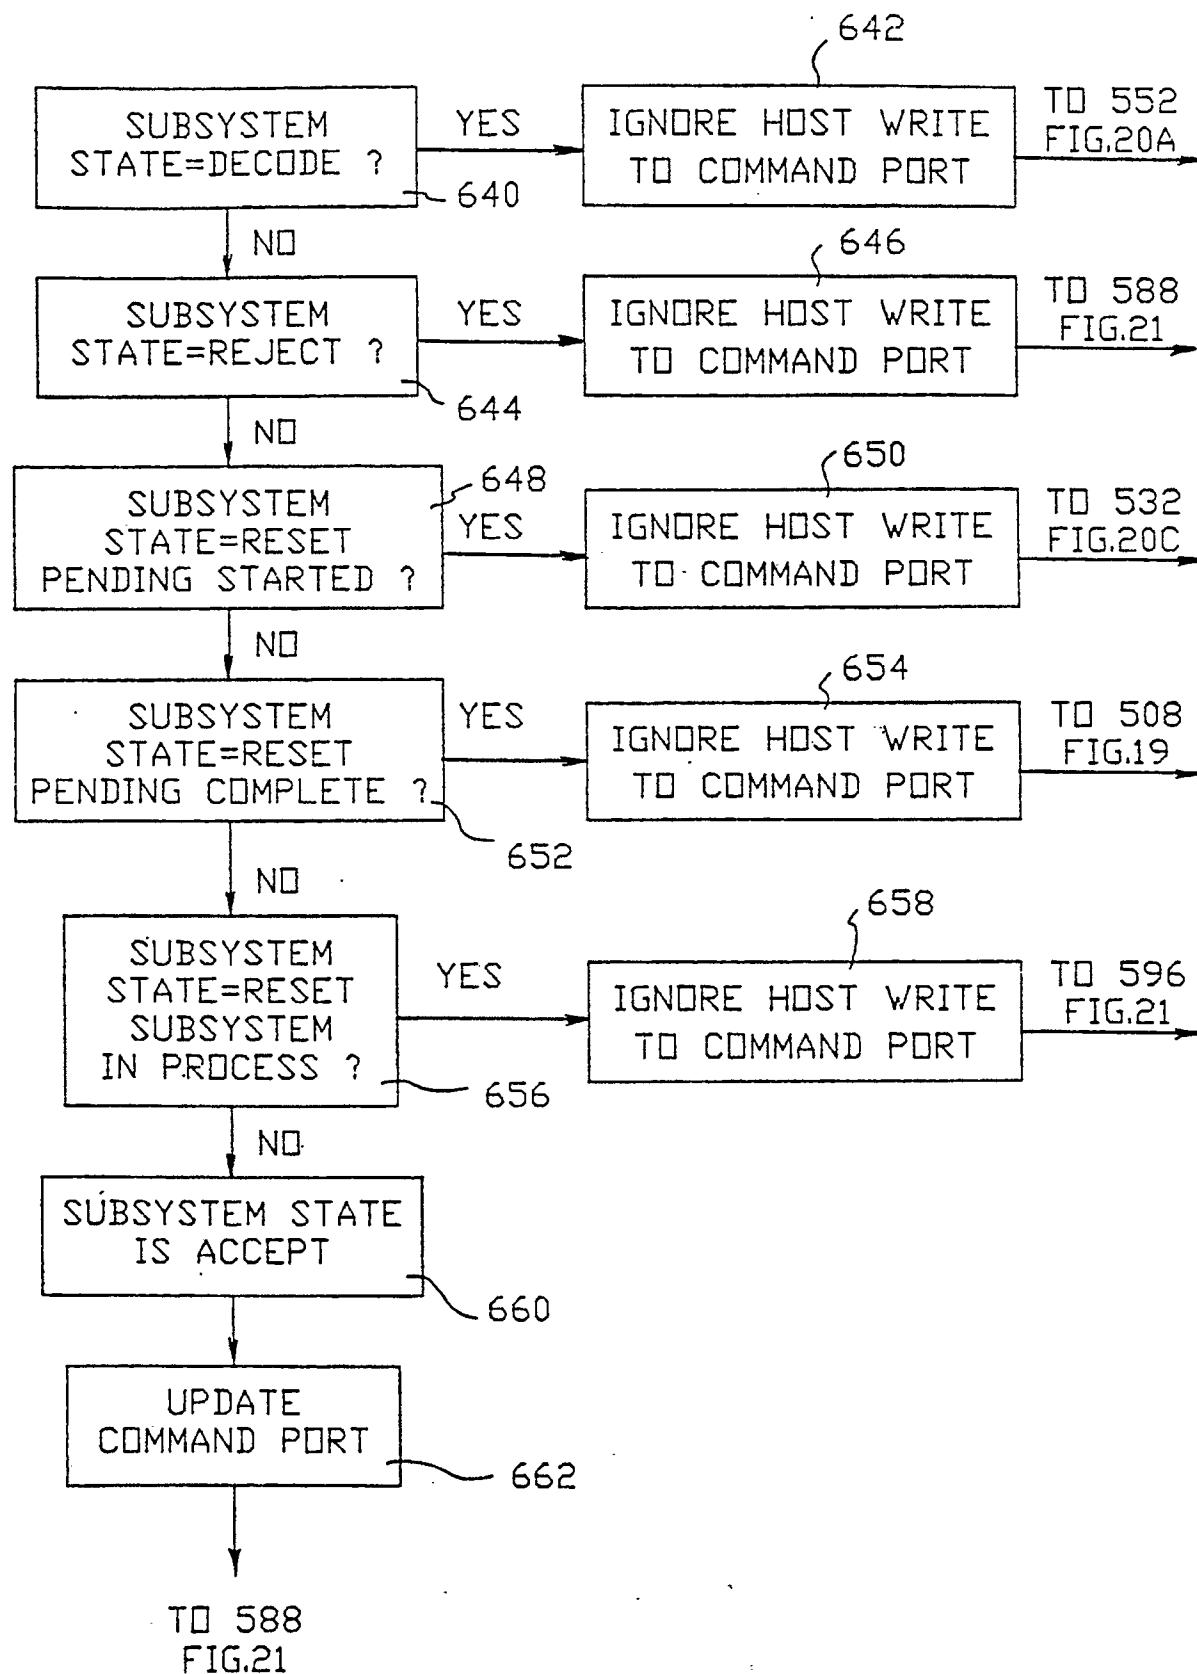 642
SUBSYSTEM
STATE=DECODE ?
640
YES
IGNORE HOST WRITE
TO COMMAND PORT
TO 552
FIG.20A
NO
646
SUBSYSTEM
STATE=REJECT ?
644
YES
IGNORE HOST WRITE
TO COMMAND PORT
TO 588
FIG.21
NO
650
648
SUBSYSTEM
STATE=RESET
PENDING STARTED ?
YES
IGNORE HOST WRITE
TO COMMAND PORT
TO 532
FIG.20C
NO
654
SUBSYSTEM
STATE=RESET
PENDING COMPLETE ?
652
YES
IGNORE HOST WRITE
TO COMMAND PORT
TO 508
FIG.19
NO
658
SUBSYSTEM
STATE=RESET
SUBSYSTEM
IN PROCESS ?
656
YES
IGNORE HOST WRITE
TO COMMAND PORT
TO 596
FIG.21
NO
SUBSYSTEM STATE
IS ACCEPT
660
UPDATE
COMMAND PORT
662
TO 588
FIG.21